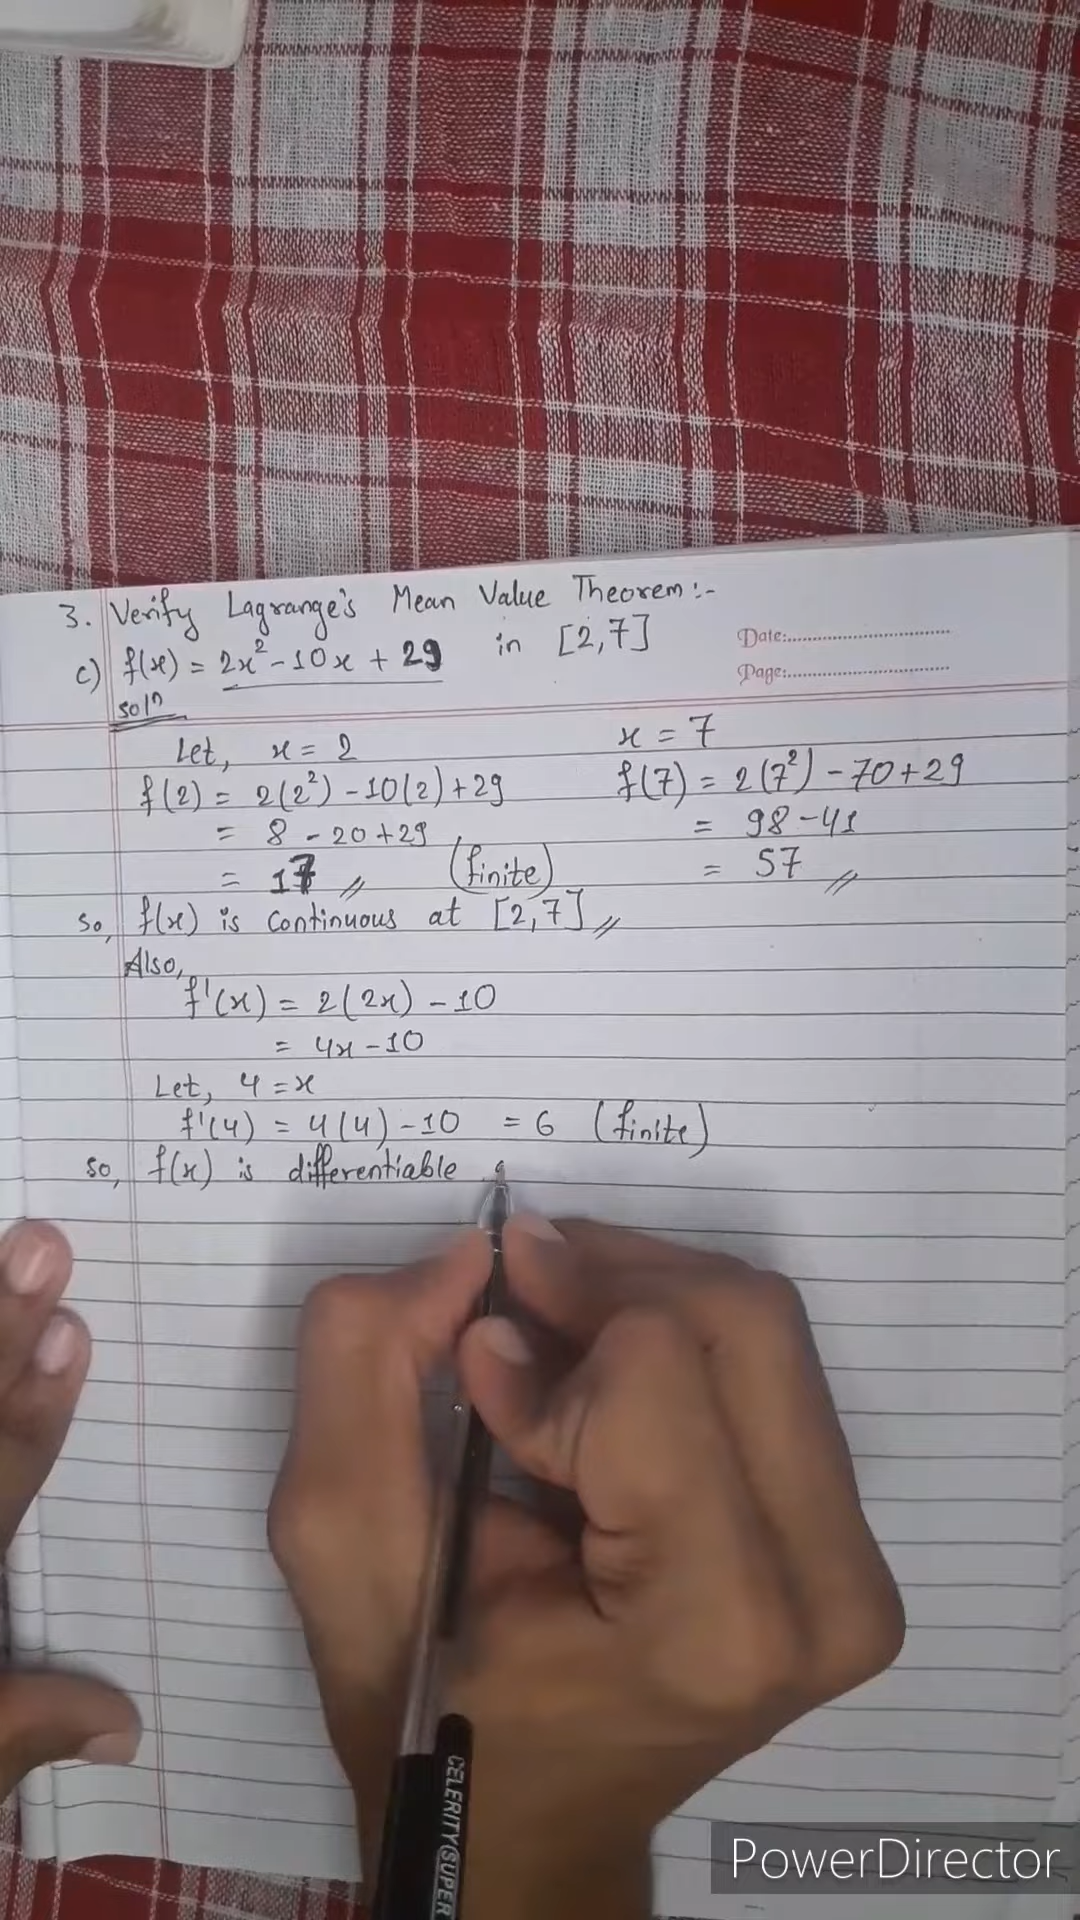 3. Verify Lagrange's Mean Value Theorem :-
c) f(x) = 2x² - 10x + 29 in [2,7]
Date:
Page:
solⁿ
Let, x = 2 x = 7
f(2) = 2(2²) - 10(2) + 29 f(7) = 2(7²) - 70 + 29
= 8 - 20 + 29 = 98 - 41
= 17 (finite) = 57
so, f(x) is continuous at [2,7]
Also,
f'(x) = 2(2x) - 10
= 4x - 10
Let, 4 = x
f'(4) = 4(4) - 10 = 6 (finite)
so, f(x) is differentiable
CELERITY SUPER
PowerDirector